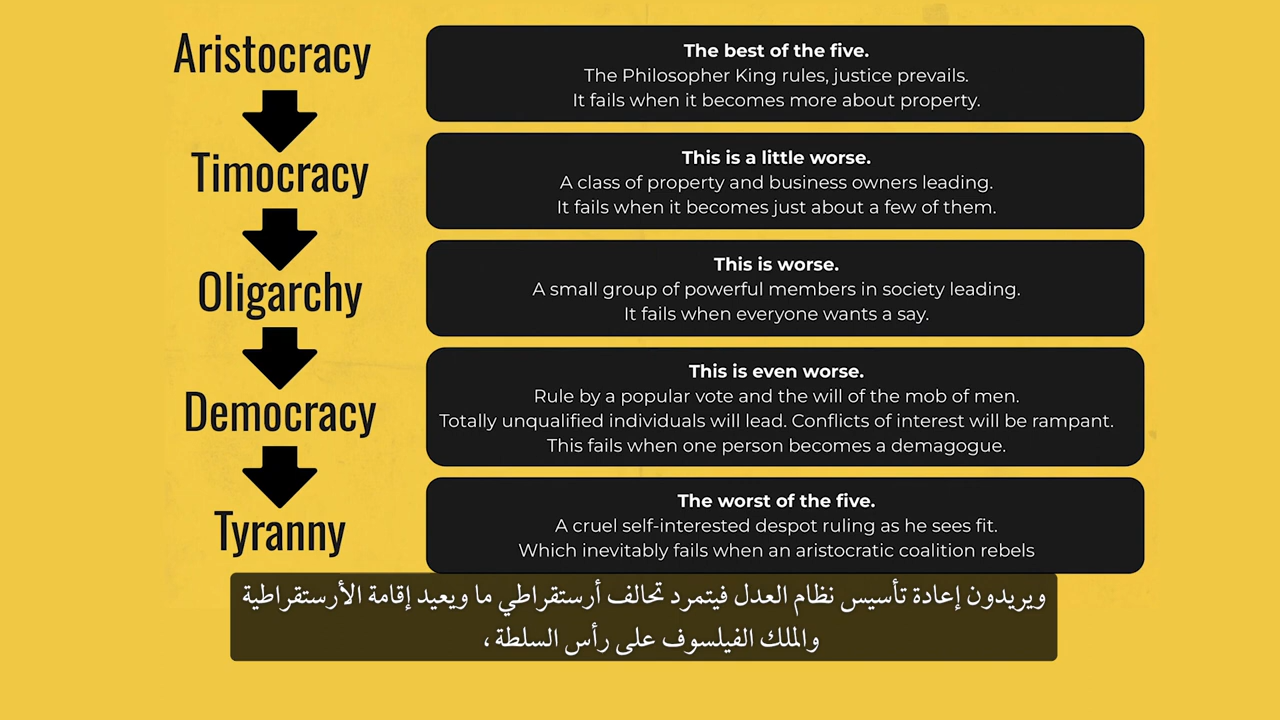 Aristocracy
The best of the five.
The Philosopher King rules, justice prevails.
It fails when it becomes more about property.
Timocracy
This is a little worse.
A class of property and business owners leading.
It fails when it becomes just about a few of them.
Oligarchy
This is worse.
A small group of powerful members in society leading.
It fails when everyone wants a say.
Democracy
This is even worse.
Rule by a popular vote and the will of the mob of men.
Totally unqualified individuals will lead. Conflicts of interest will be rampant.
This fails when one person becomes a demagogue.
Tyranny
The worst of the five.
A cruel self-interested despot ruling as he sees fit.
Which inevitably fails when an aristocratic coalition rebels
ويريدون إعادة تأسيس نظام العدل فيتمرد تحالف أرستقراطي ما ويعيد إقامة الأرستقراطية
والملك الفيلسوف على رأس السلطة،